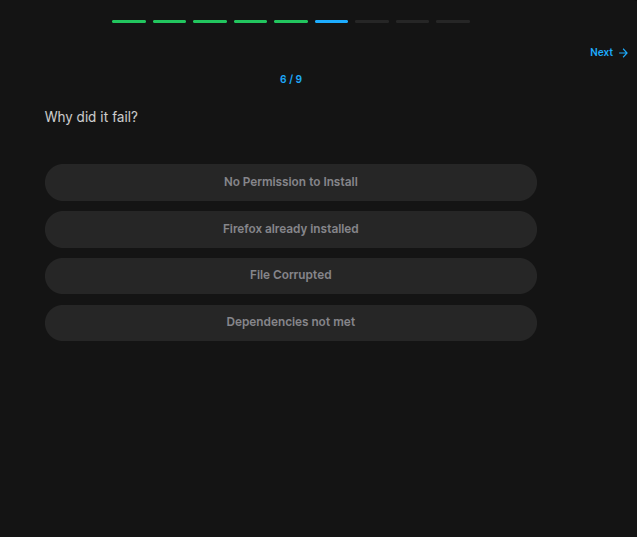 Next →
6 / 9
Why did it fail?
No Permission to Install
Firefox already installed
File Corrupted
Dependencies not met